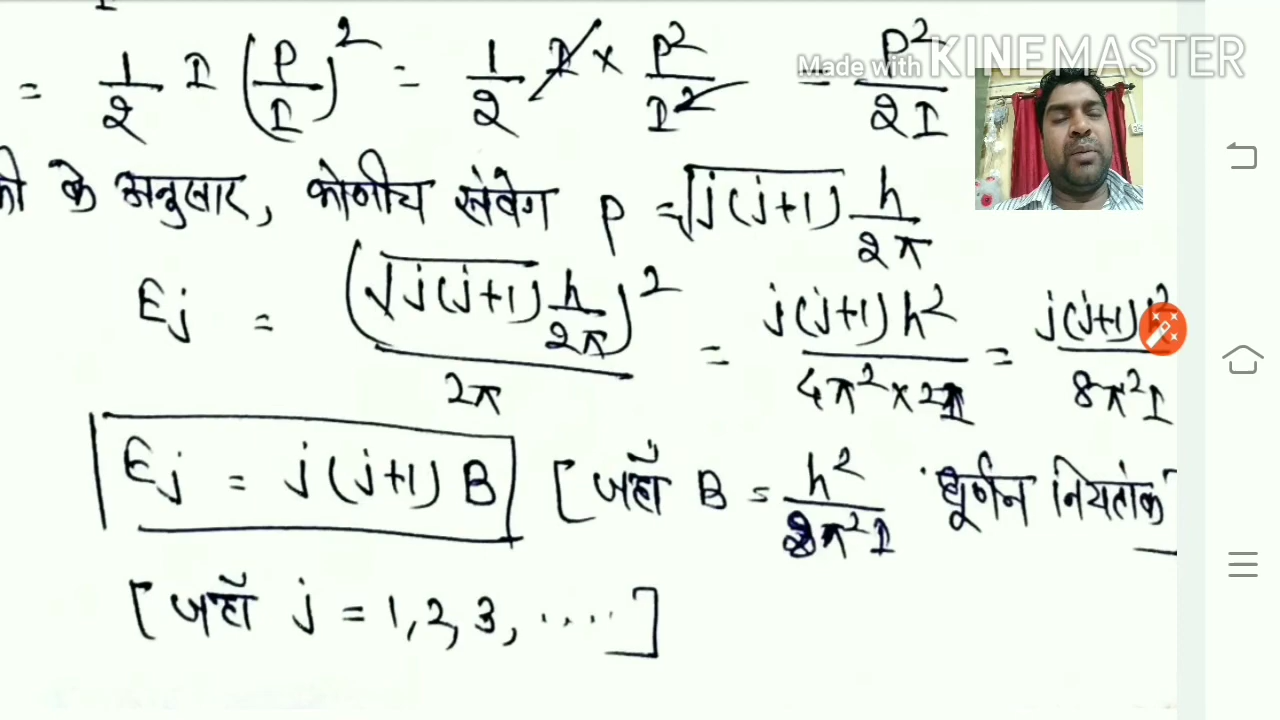 = 1/2 I (P/I)² = 1/2 I × P²/I² = P²/2I
Made with KINEMASTER
की के अनुसार, कोणीय संवेग P = √j(j+1) h/2π
Ej = (√j(j+1) h/2π)²/2π = j(j+1)h²/4π²×2I = j(j+1)h²/8π²I
Ej = j(j+1) B [जहाँ B = h²/8π²I घूर्णन नियतांक
[जहाँ j = 1, 2, 3, .....]